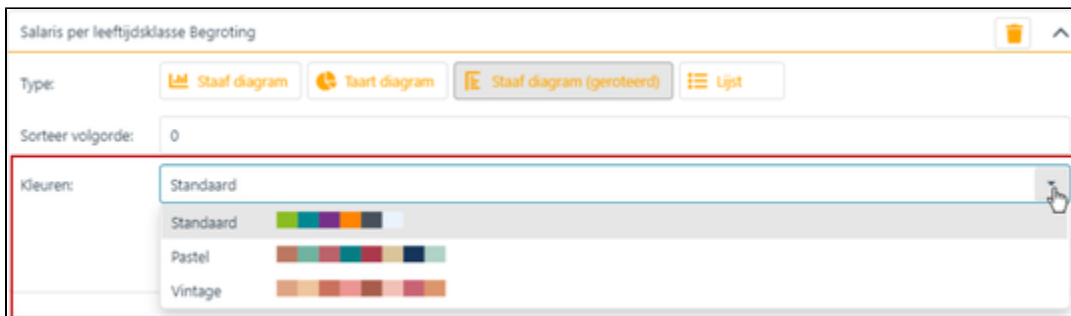 Salaris per leeftijdsklasse Begroting
Type: Staaf diagram Taart diagram Staaf diagram (geroteerd) Lijst
Sorteer volgorde: 0
Kleuren: Standaard
Standaard
Pastel
Vintage